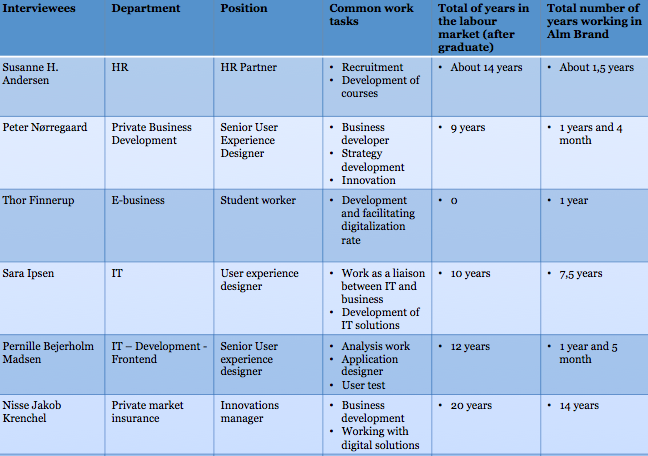 Interviewees
Department
Position
Common work
tasks
Total of years in
the labour
market (after
graduate)
Total number of
years working in
Alm Brand
Susanne H.
Andersen
HR
HR Partner
• Recruitment
• Development of
courses
• About 14 years
• About 1,5 years
Peter Nørregaard
Private Business
Development
Senior User
Experience
Designer
• Business
developer
• Strategy
development
• Innovation
• 9 years
• 1 years and 4
month
Thor Finnerup
E-business
Student worker
• Development
and facilitating
digitalization
rate
• 0
• 1 year
Sara Ipsen
IT
User experience
designer
• Work as a liaison
between IT and
business
• Development of
IT solutions
• 10 years
• 7,5 years
Pernille Bejerholm
Madsen
IT – Development -
Frontend
Senior User
experience
designer
• Analysis work
• Application
designer
• User test
• 12 years
• 1 year and 5
month
Nisse Jakob
Krenchel
Private market
insurance
Innovations
manager
• Business
development
• Working with
digital solutions
• 20 years
• 14 years